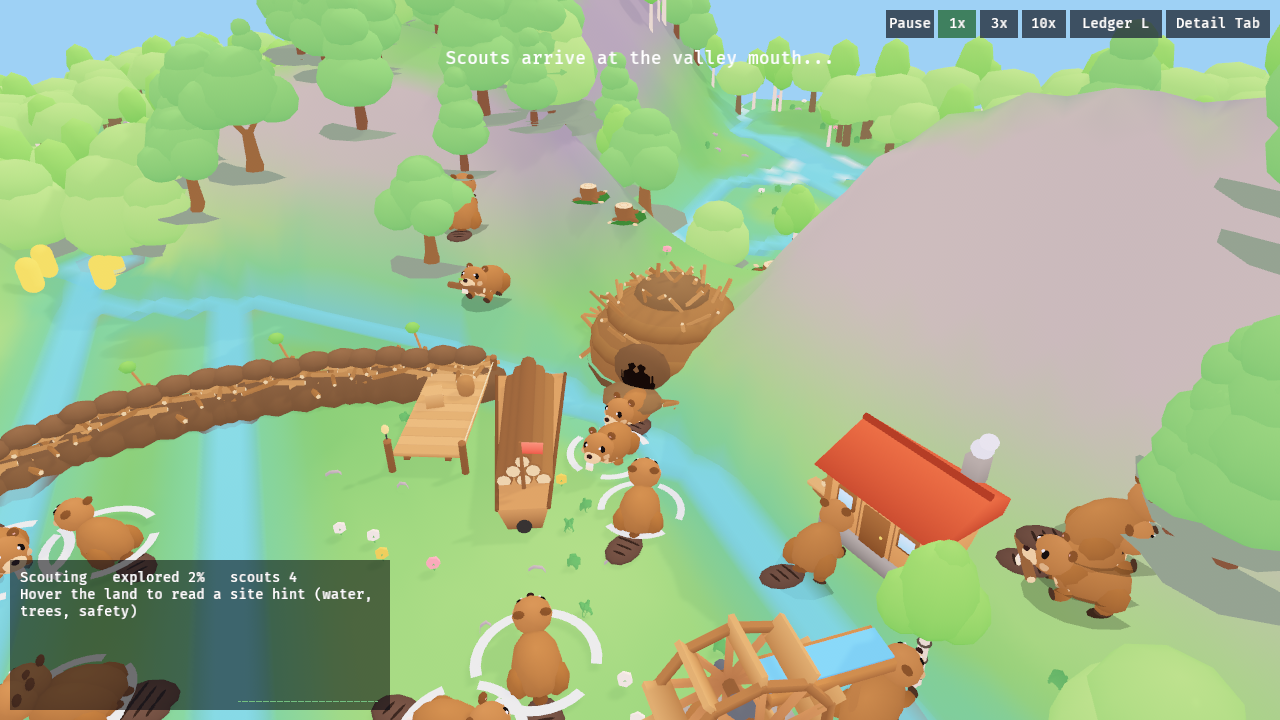 Pause 1x 3x 10x Ledger L Detail Tab
Scouts arrive at the valley mouth...
Scouting explored 2% scouts 4
Hover the land to read a site hint (water,
trees, safety)